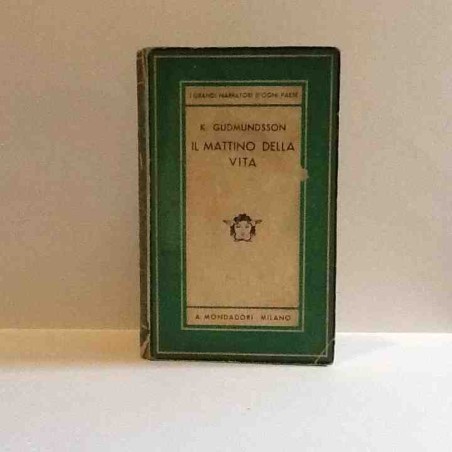 I GRANDI NARRATORI D'OGNI PAESE
K. GUDMUNDSSON
IL MATTINO DELLA
VITA
A. MONDADORI - MILANO